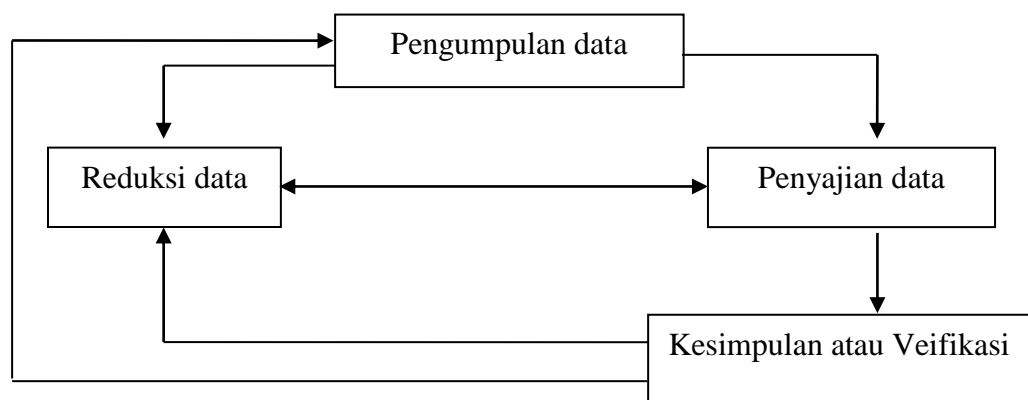 Pengumpulan data
Reduksi data
Penyajian data
Kesimpulan atau Veifikasi